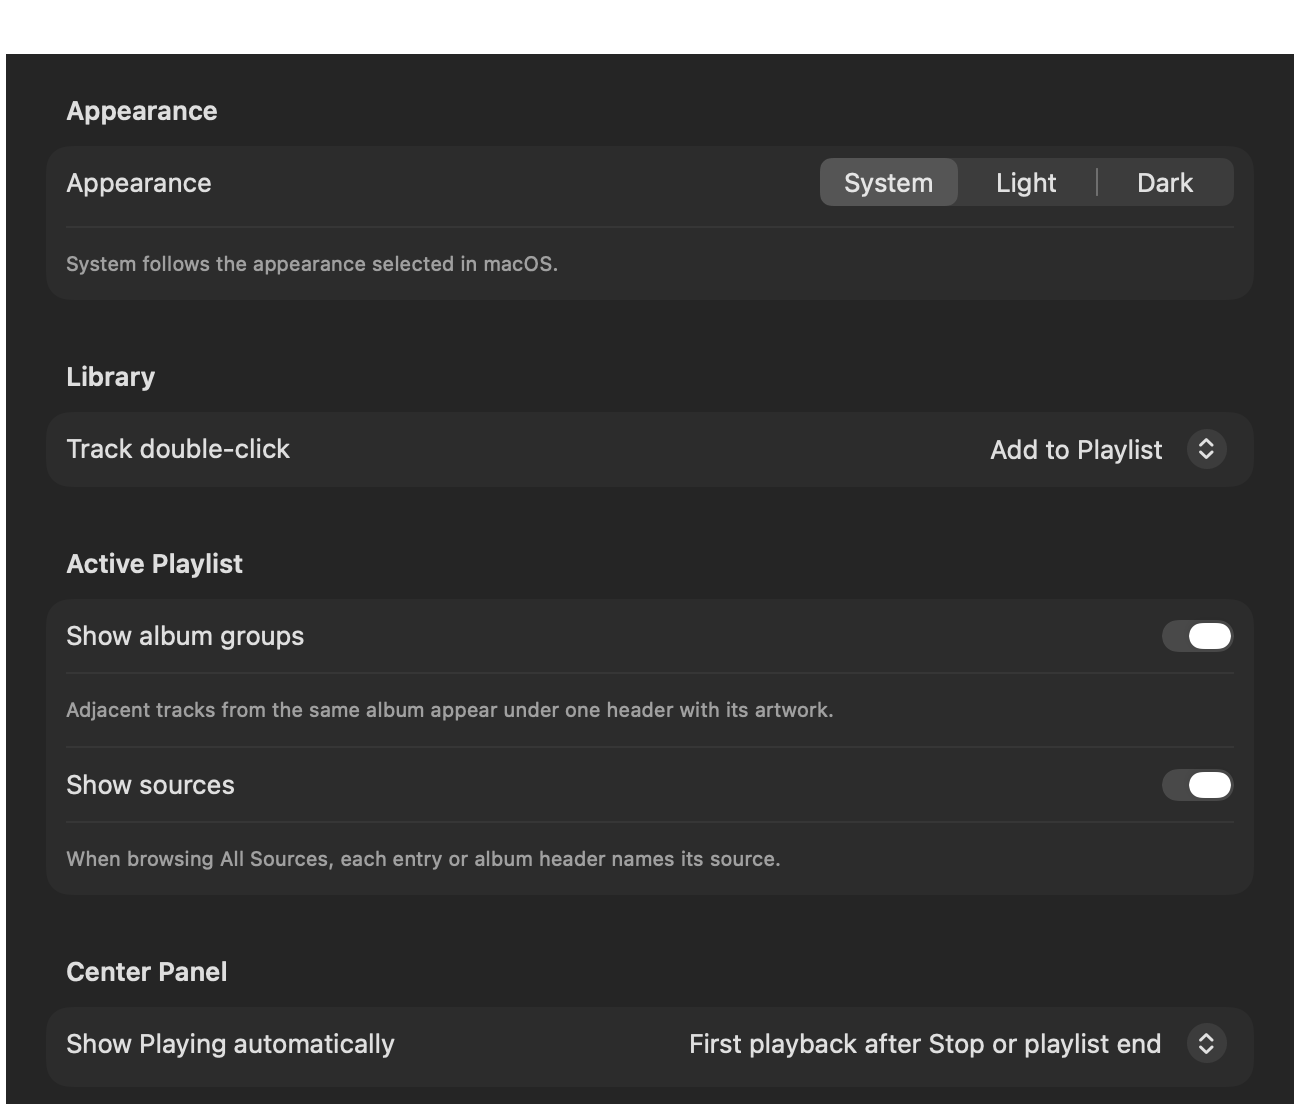 Appearance
Appearance
System
Light
Dark
System follows the appearance selected in macOS.
Library
Track double-click
Add to Playlist
Active Playlist
Show album groups
Adjacent tracks from the same album appear under one header with its artwork.
Show sources
When browsing All Sources, each entry or album header names its source.
Center Panel
Show Playing automatically
First playback after Stop or playlist end